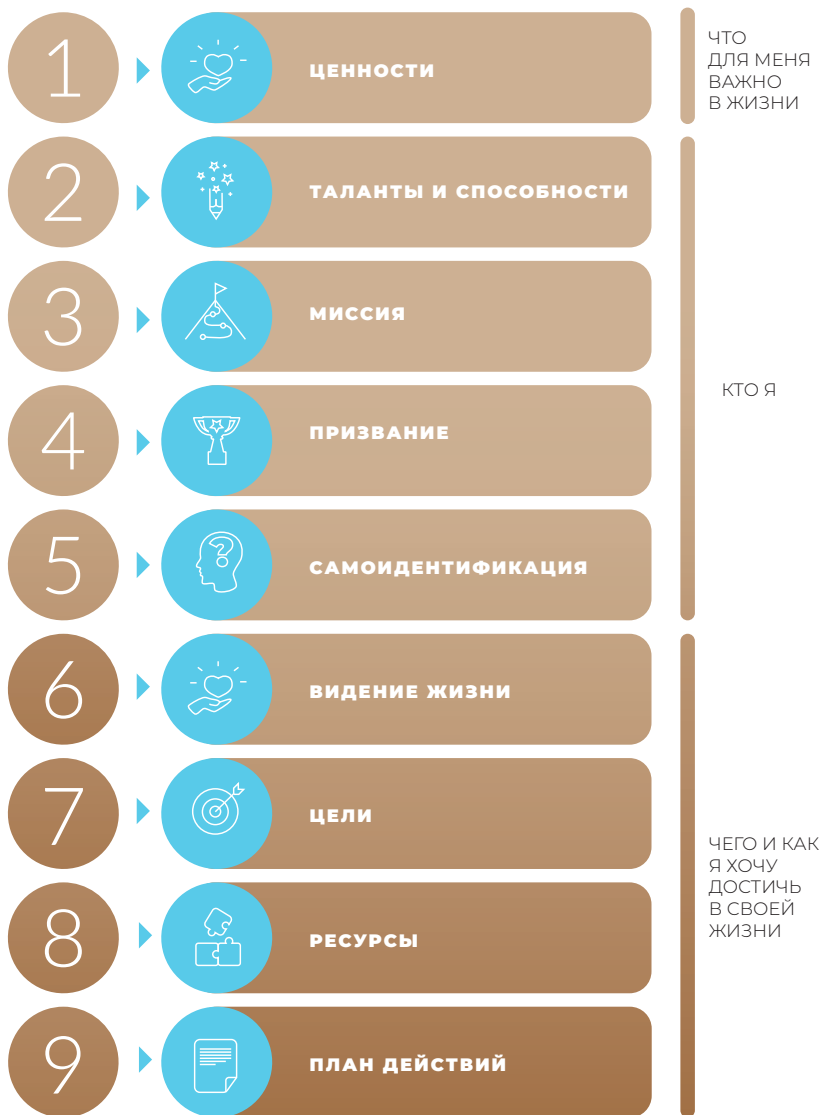 1
ЦЕННОСТИ
ЧТО
ДЛЯ МЕНЯ
ВАЖНО
В ЖИЗНИ
2
ТАЛАНТЫ И СПОСОБНОСТИ
3
МИССИЯ
4
ПРИЗВАНИЕ
КТО Я
5
САМОИДЕНТИФИКАЦИЯ
6
ВИДЕНИЕ ЖИЗНИ
7
ЦЕЛИ
8
РЕСУРСЫ
9
ПЛАН ДЕЙСТВИЙ
ЧЕГО И КАК
Я ХОЧУ
ДОСТИЧЬ
В СВОЕЙ
ЖИЗНИ